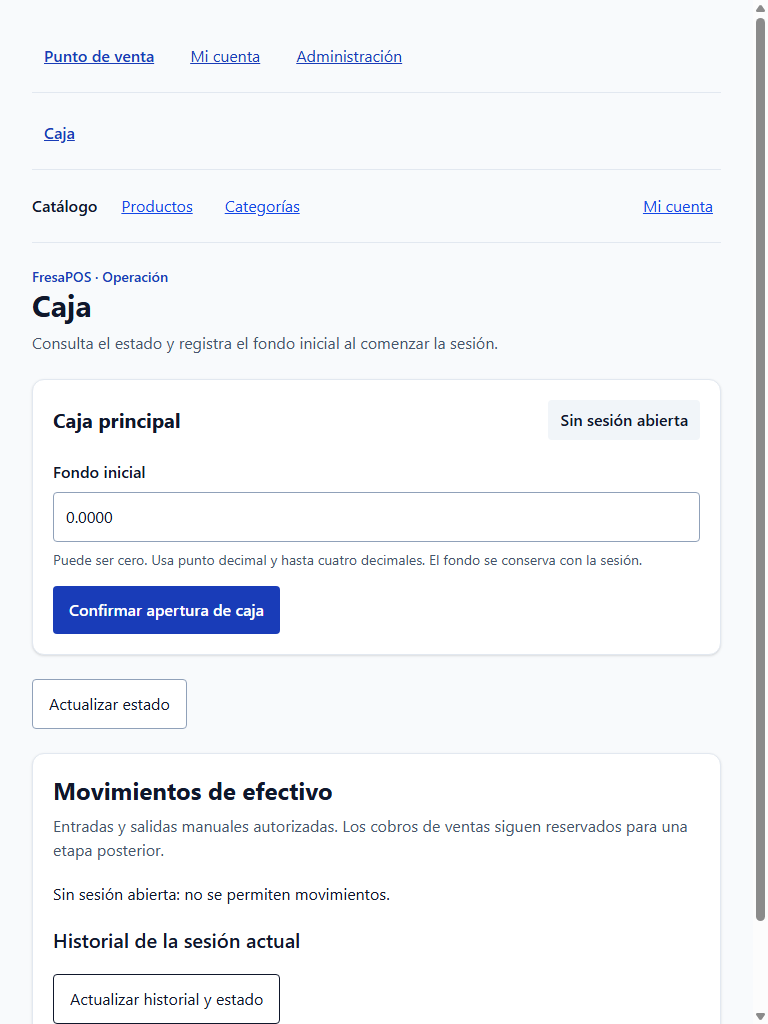 Punto de venta Mi cuenta Administración
Caja
Catálogo Productos Categorías Mi cuenta
FresaPOS · Operación
Caja
Consulta el estado y registra el fondo inicial al comenzar la sesión.
Caja principal Sin sesión abierta
Fondo inicial
0.0000
Puede ser cero. Usa punto decimal y hasta cuatro decimales. El fondo se conserva con la sesión.
Confirmar apertura de caja
Actualizar estado
Movimientos de efectivo
Entradas y salidas manuales autorizadas. Los cobros de ventas siguen reservados para una
etapa posterior.
Sin sesión abierta: no se permiten movimientos.
Historial de la sesión actual
Actualizar historial y estado